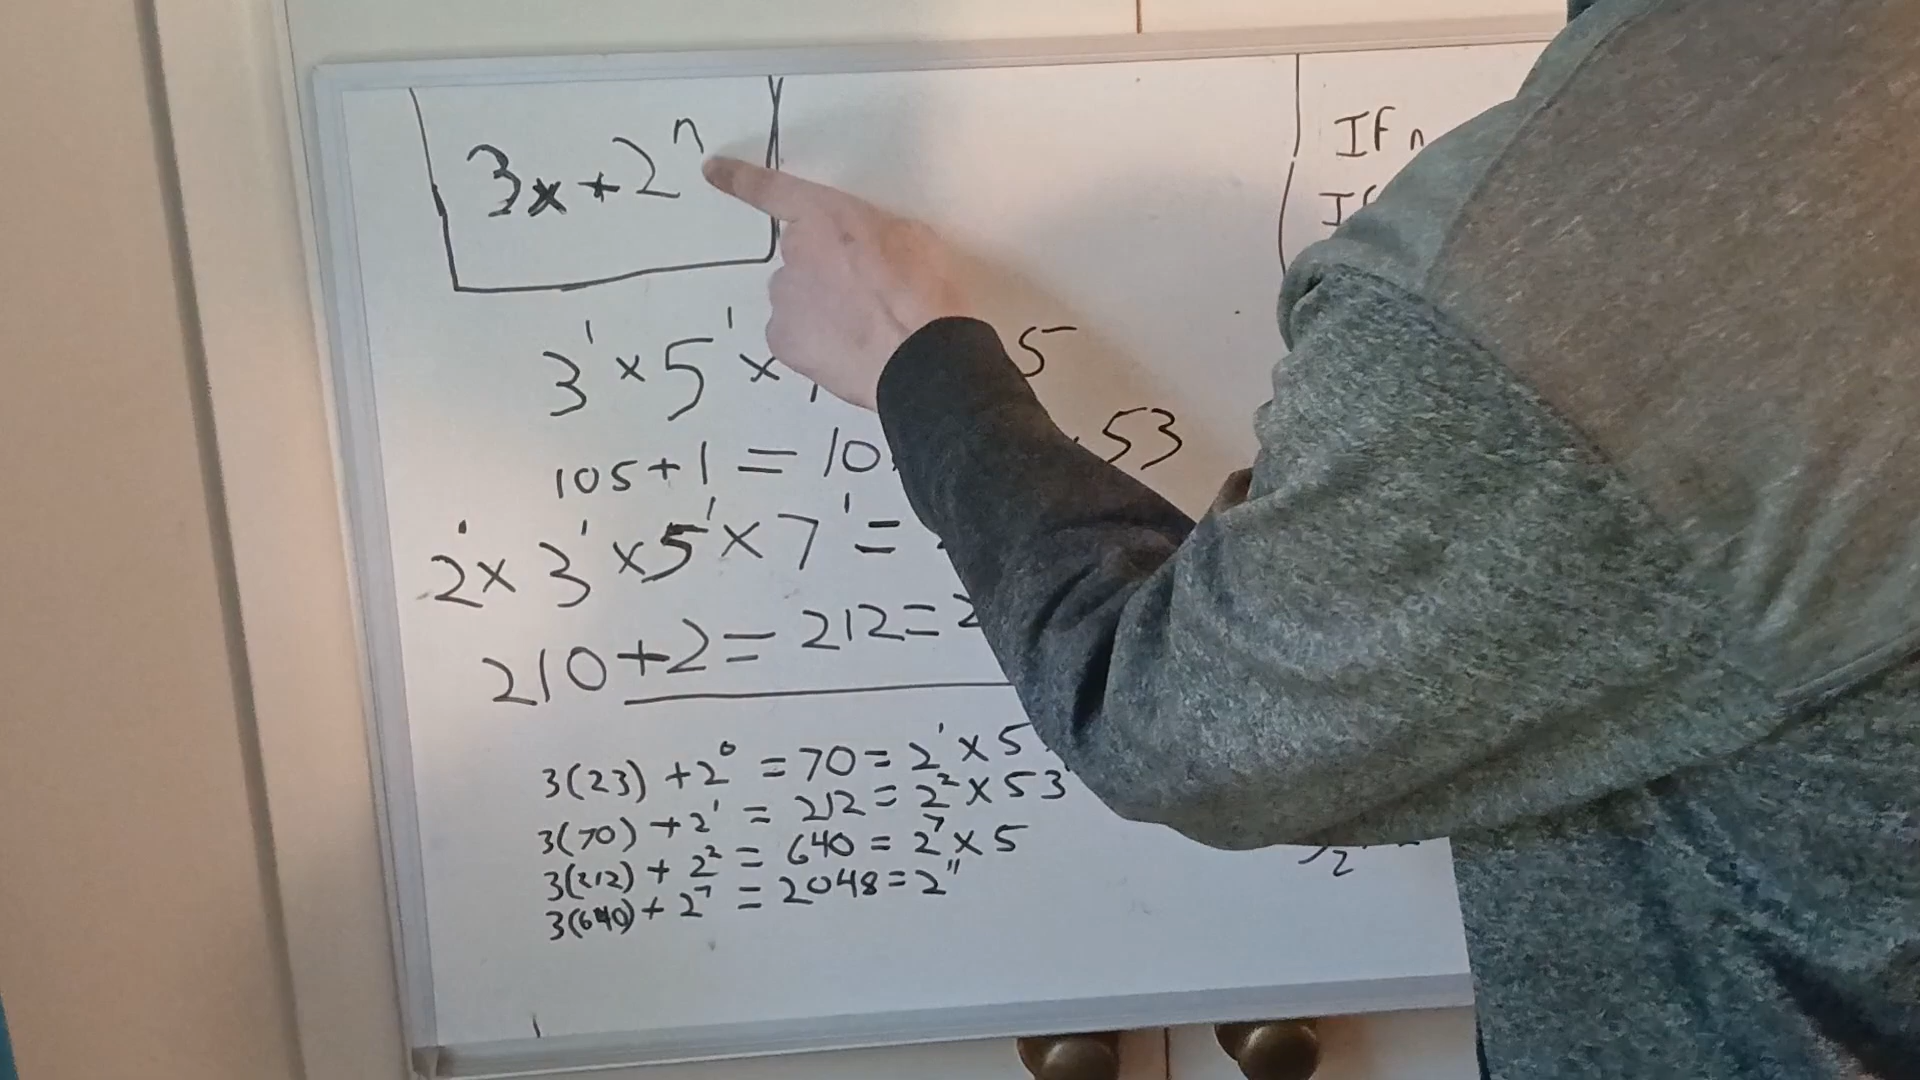 3x+2ⁿ
If n
If
3¹ × 5¹ × 5
105+1 = 10 53
2¹ × 3¹ × 5¹ × 7¹ =
210+2 = 212 = 2
3(23) + 2⁰ = 70 = 2¹ × 5
3(70) + 2¹ = 212 = 2² × 53
3(212) + 2² = 640 = 2⁷ × 5
3(640) + 2⁷ = 2048 = 2¹¹
2